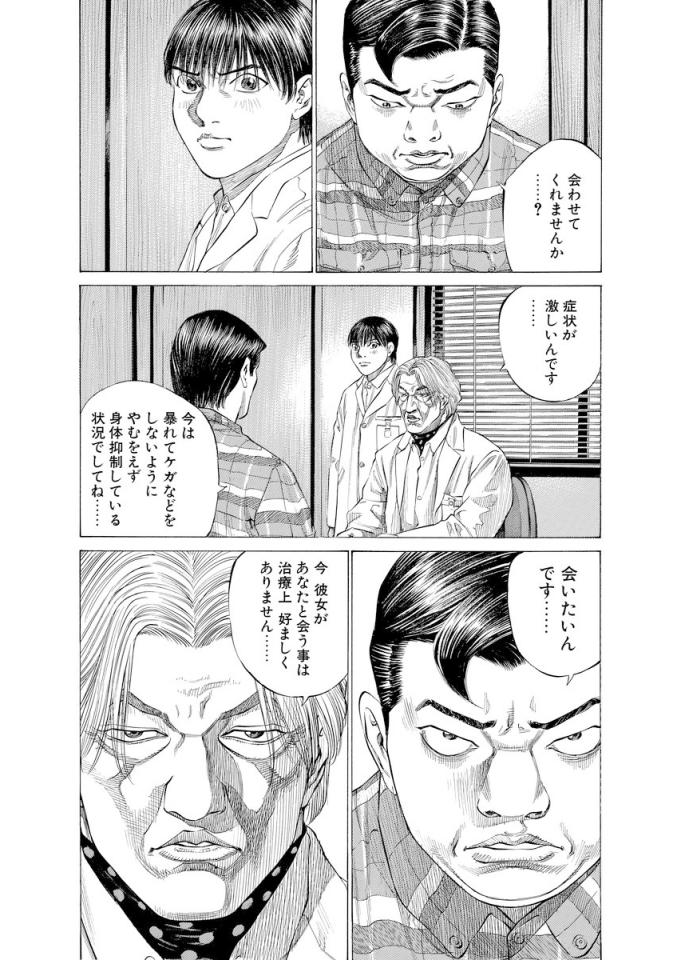 会わせて
くれませんか
……?
症状が
激しいんです
……
今は
暴れてケガなどを
しないように
やむをえず
身体抑制している
状況でしてね……
会いたいん
です……
今 彼女が
あなたと会う事は
治療上 好ましく
ありません……